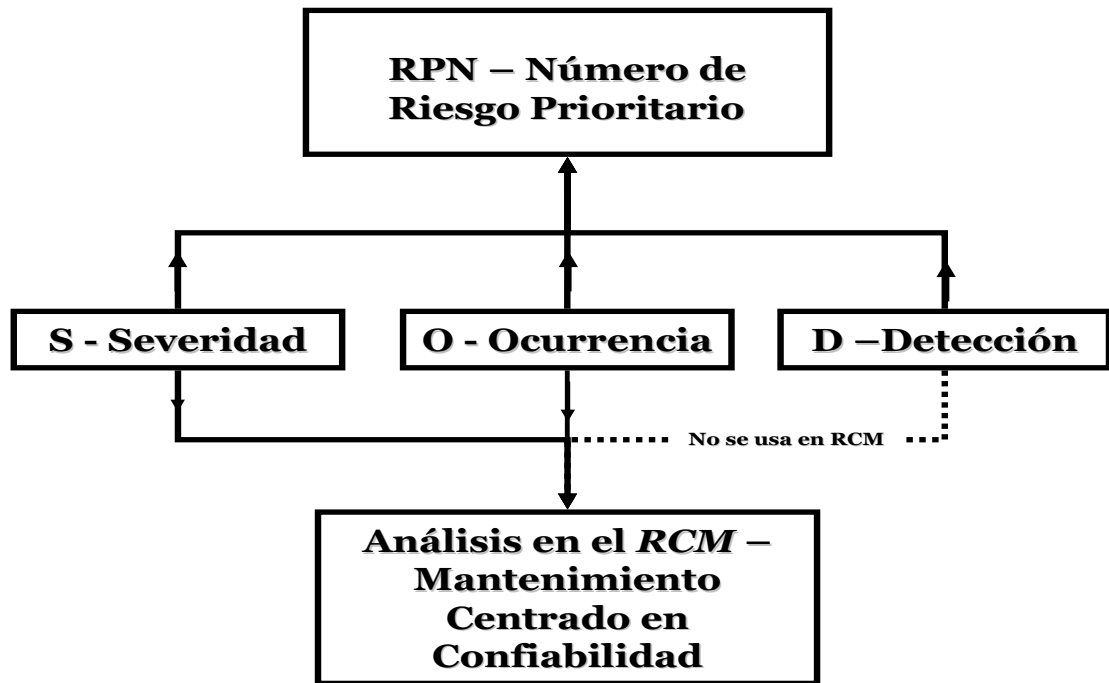 RPN – Número de
Riesgo Prioritario
S - Severidad
O - Ocurrencia
D –Detección
No se usa en RCM
Análisis en el RCM –
Mantenimiento
Centrado en
Confiabilidad